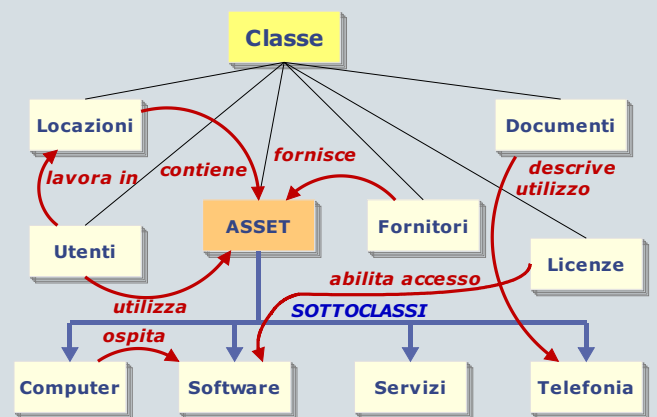 Classe
Locazioni
Documenti
lavora in
contiene
fornisce
descrive
utilizzo
Utenti
ASSET
Fornitori
Licenze
utilizza
abilita accesso
SOTTOCLASSI
ospita
Computer
Software
Servizi
Telefonia